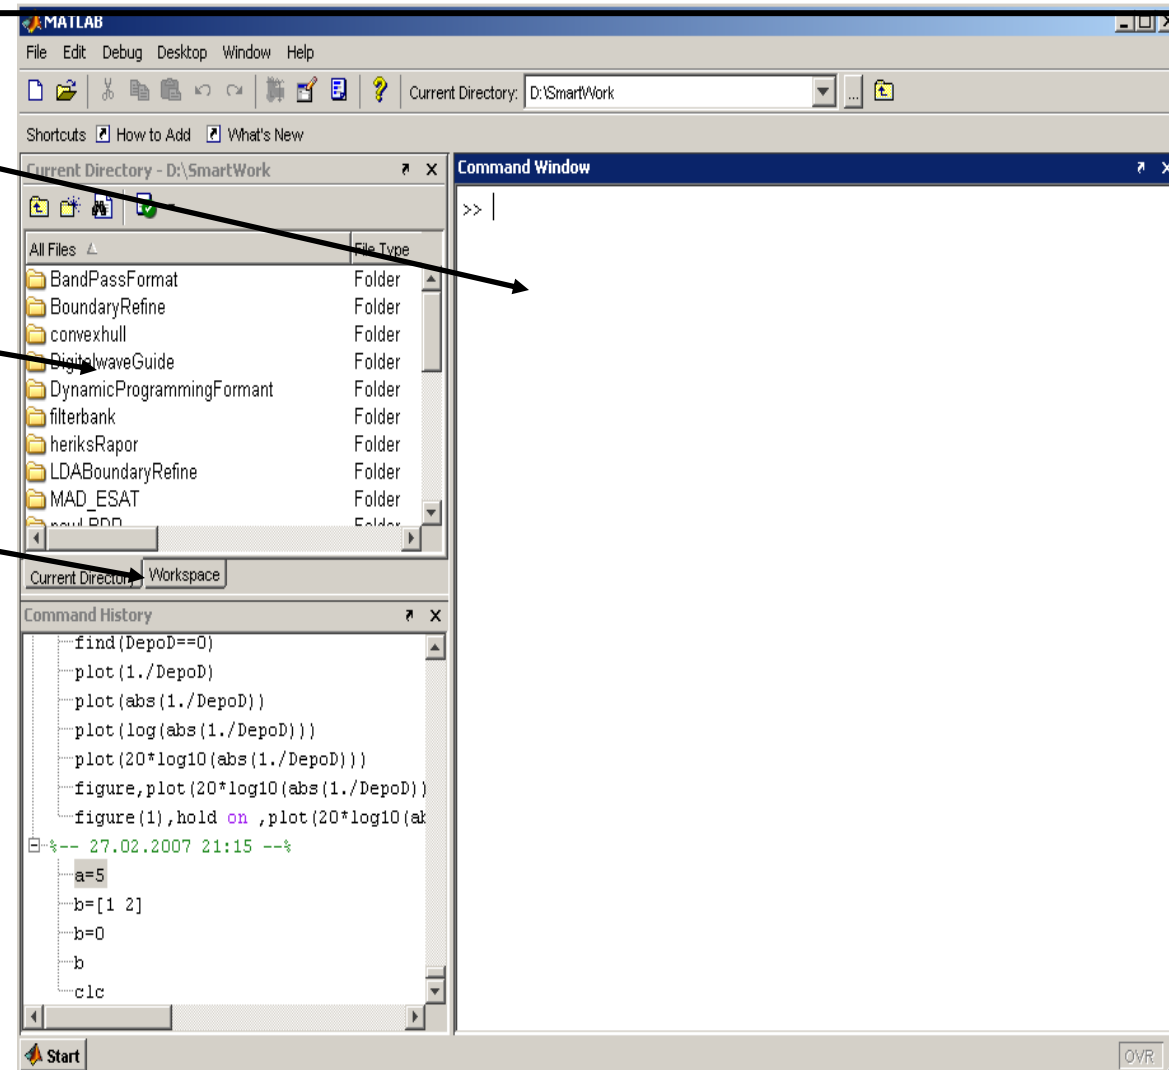 MATLAB
File Edit Debug Desktop Window Help
Current Directory: D:\SmartWork ...
Shortcuts How to Add What's New
Current Directory - D:\SmartWork
All Files File Type
BandPassFormat Folder
BoundaryRefine Folder
convexhull Folder
DigitalwaveGuide Folder
DynamicProgrammingFormant Folder
filterbank Folder
heriksRapor Folder
LDABoundaryRefine Folder
MAD_ESAT Folder
Folder
Current Directory Workspace
Command History
find(DepoD==0)
plot(1./DepoD)
plot(abs(1./DepoD))
plot(log(abs(1./DepoD)))
plot(20*log10(abs(1./DepoD)))
figure,plot(20*log10(abs(1./DepoD))
figure(1),hold on ,plot(20*log10(ab
%-- 27.02.2007 21:15 --%
a=5
b=[1 2]
b=0
b
clc
Command Window
>>
Start
OVR